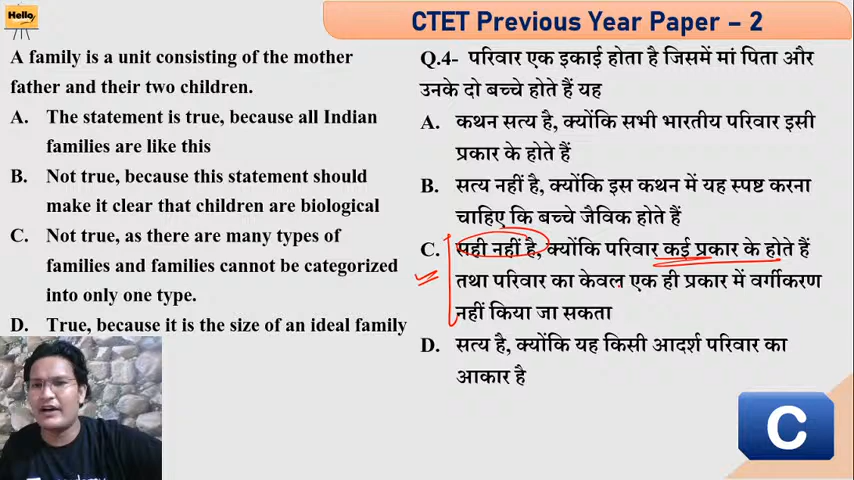 Hello
CTET Previous Year Paper – 2
A family is a unit consisting of the mother
father and their two children.
A. The statement is true, because all Indian
families are like this
B. Not true, because this statement should
make it clear that children are biological
C. Not true, as there are many types of
families and families cannot be categorized
into only one type.
D. True, because it is the size of an ideal family
Q.4- परिवार एक इकाई होता है जिसमें मां पिता और
उनके दो बच्चे होते हैं यह
A. कथन सत्य है, क्योंकि सभी भारतीय परिवार इसी
प्रकार के होते हैं
B. सत्य नहीं है, क्योंकि इस कथन में यह स्पष्ट करना
चाहिए कि बच्चे जैविक होते हैं
C. सही नहीं है, क्योंकि परिवार कई प्रकार के होते हैं
तथा परिवार का केवल एक ही प्रकार में वर्गीकरण
नहीं किया जा सकता
D. सत्य है, क्योंकि यह किसी आदर्श परिवार का
आकार है
C